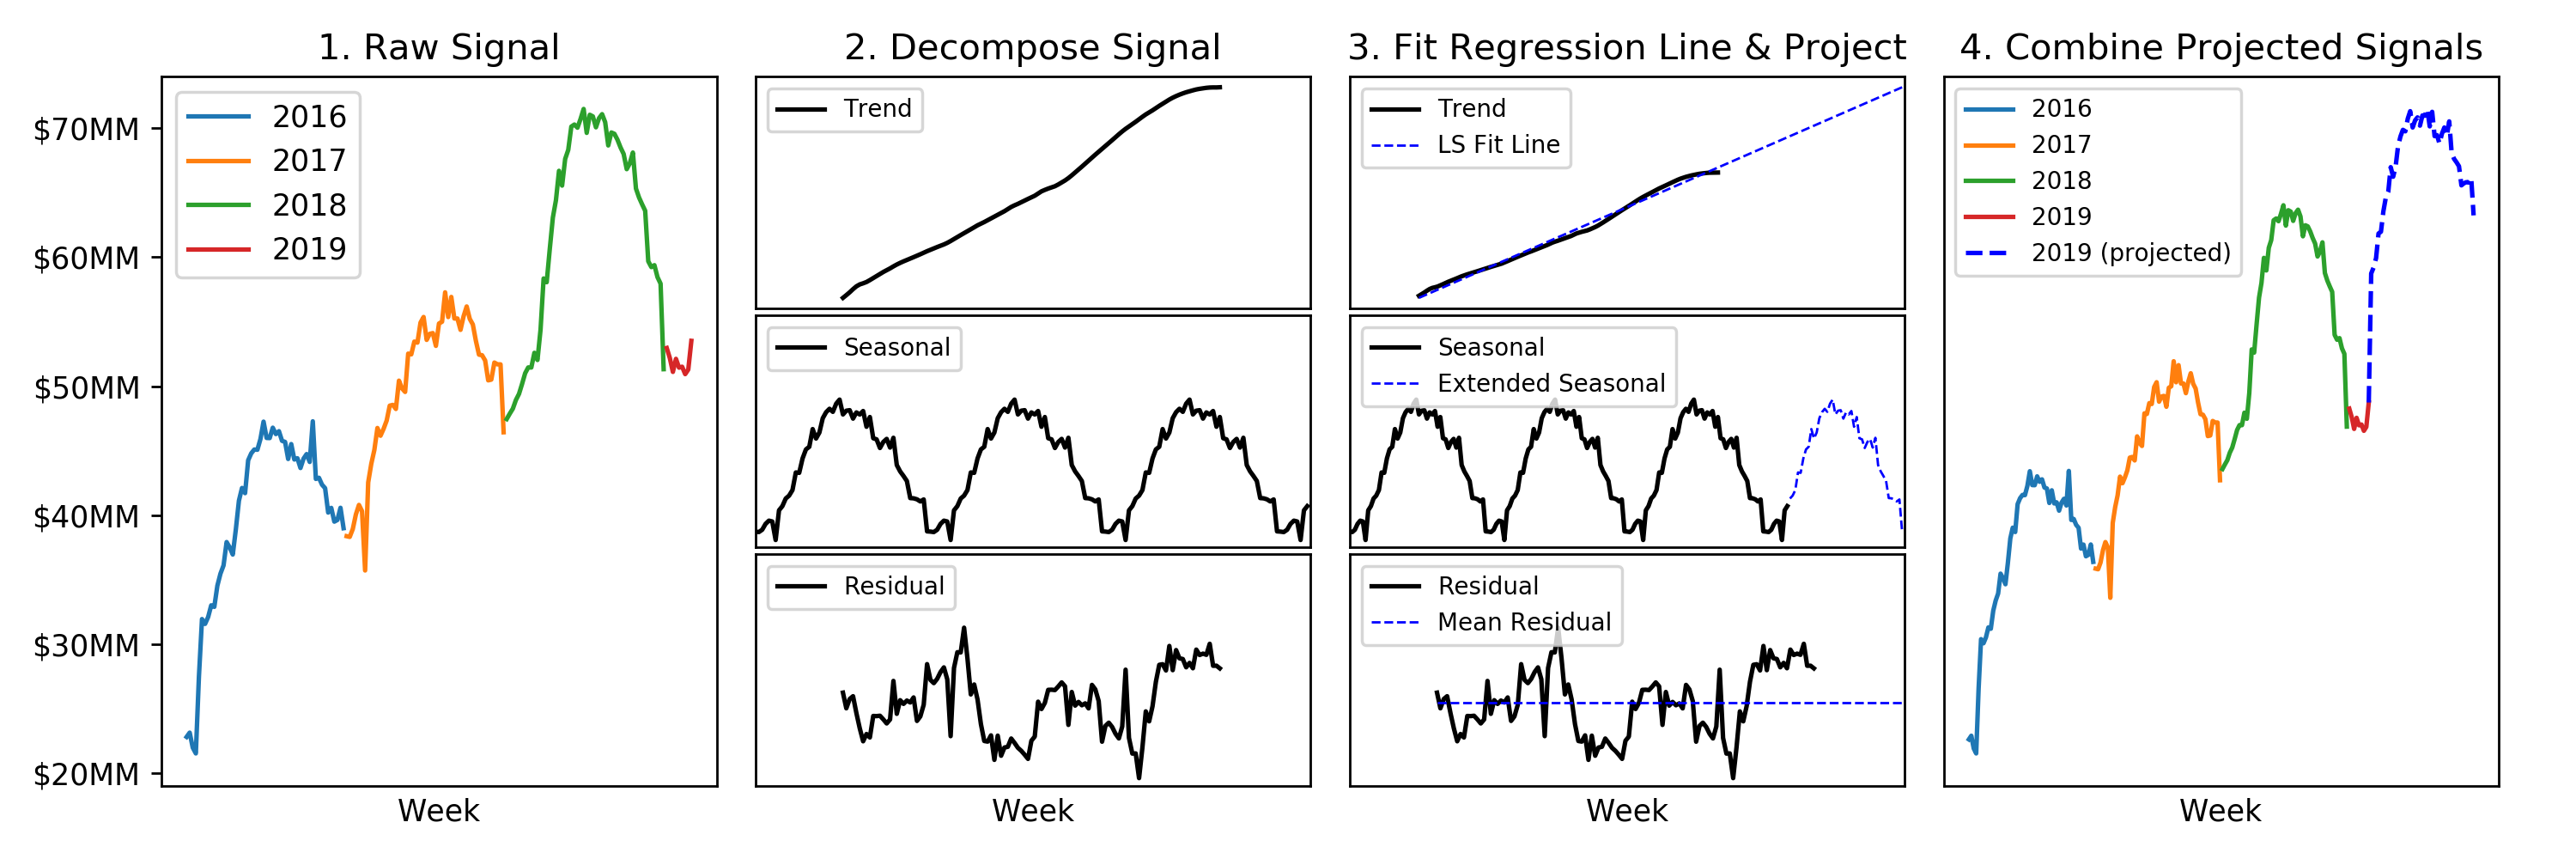 1. Raw Signal
2. Decompose Signal
3. Fit Regression Line & Project
4. Combine Projected Signals
$70MM
$60MM
$50MM
$40MM
$30MM
$20MM
2016
2017
2018
2019
Week
Trend
Seasonal
Residual
Week
Trend
LS Fit Line
Seasonal
Extended Seasonal
Residual
Mean Residual
Week
2016
2017
2018
2019
2019 (projected)
Week